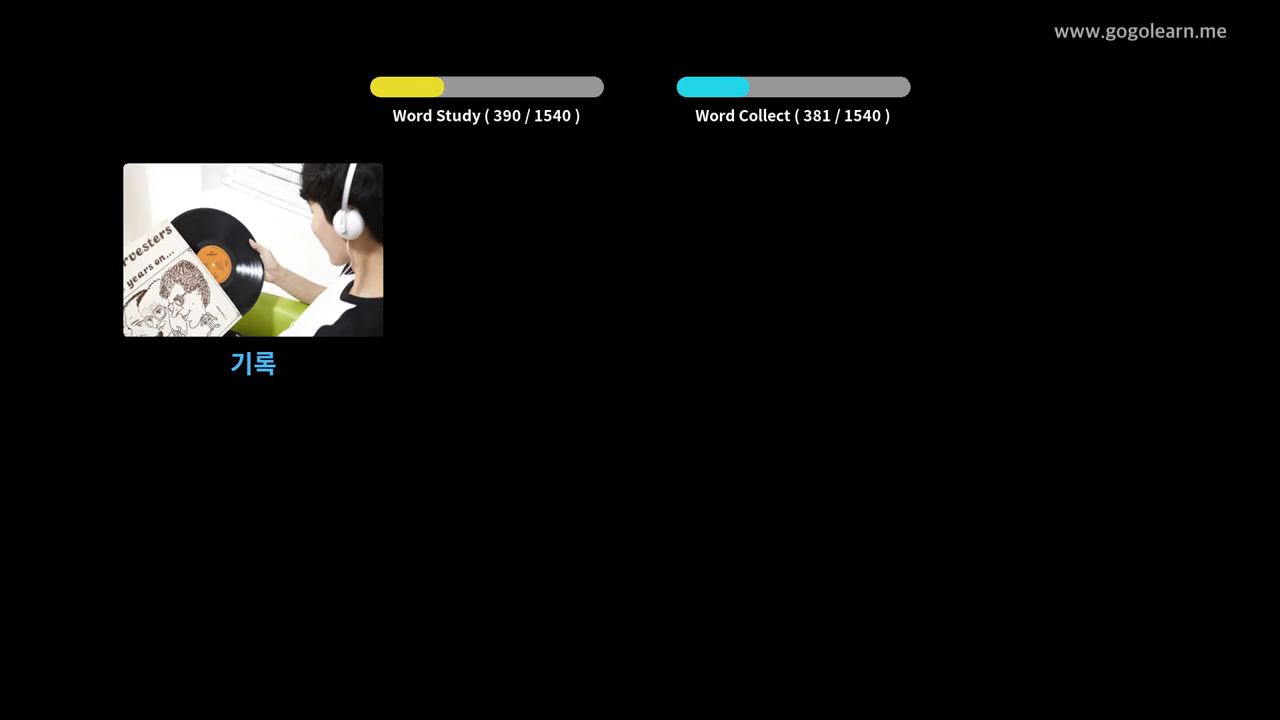 www.gogolearn.me
Word Study ( 390 / 1540 )
Word Collect ( 381 / 1540 )
rvesters
years on...
기록